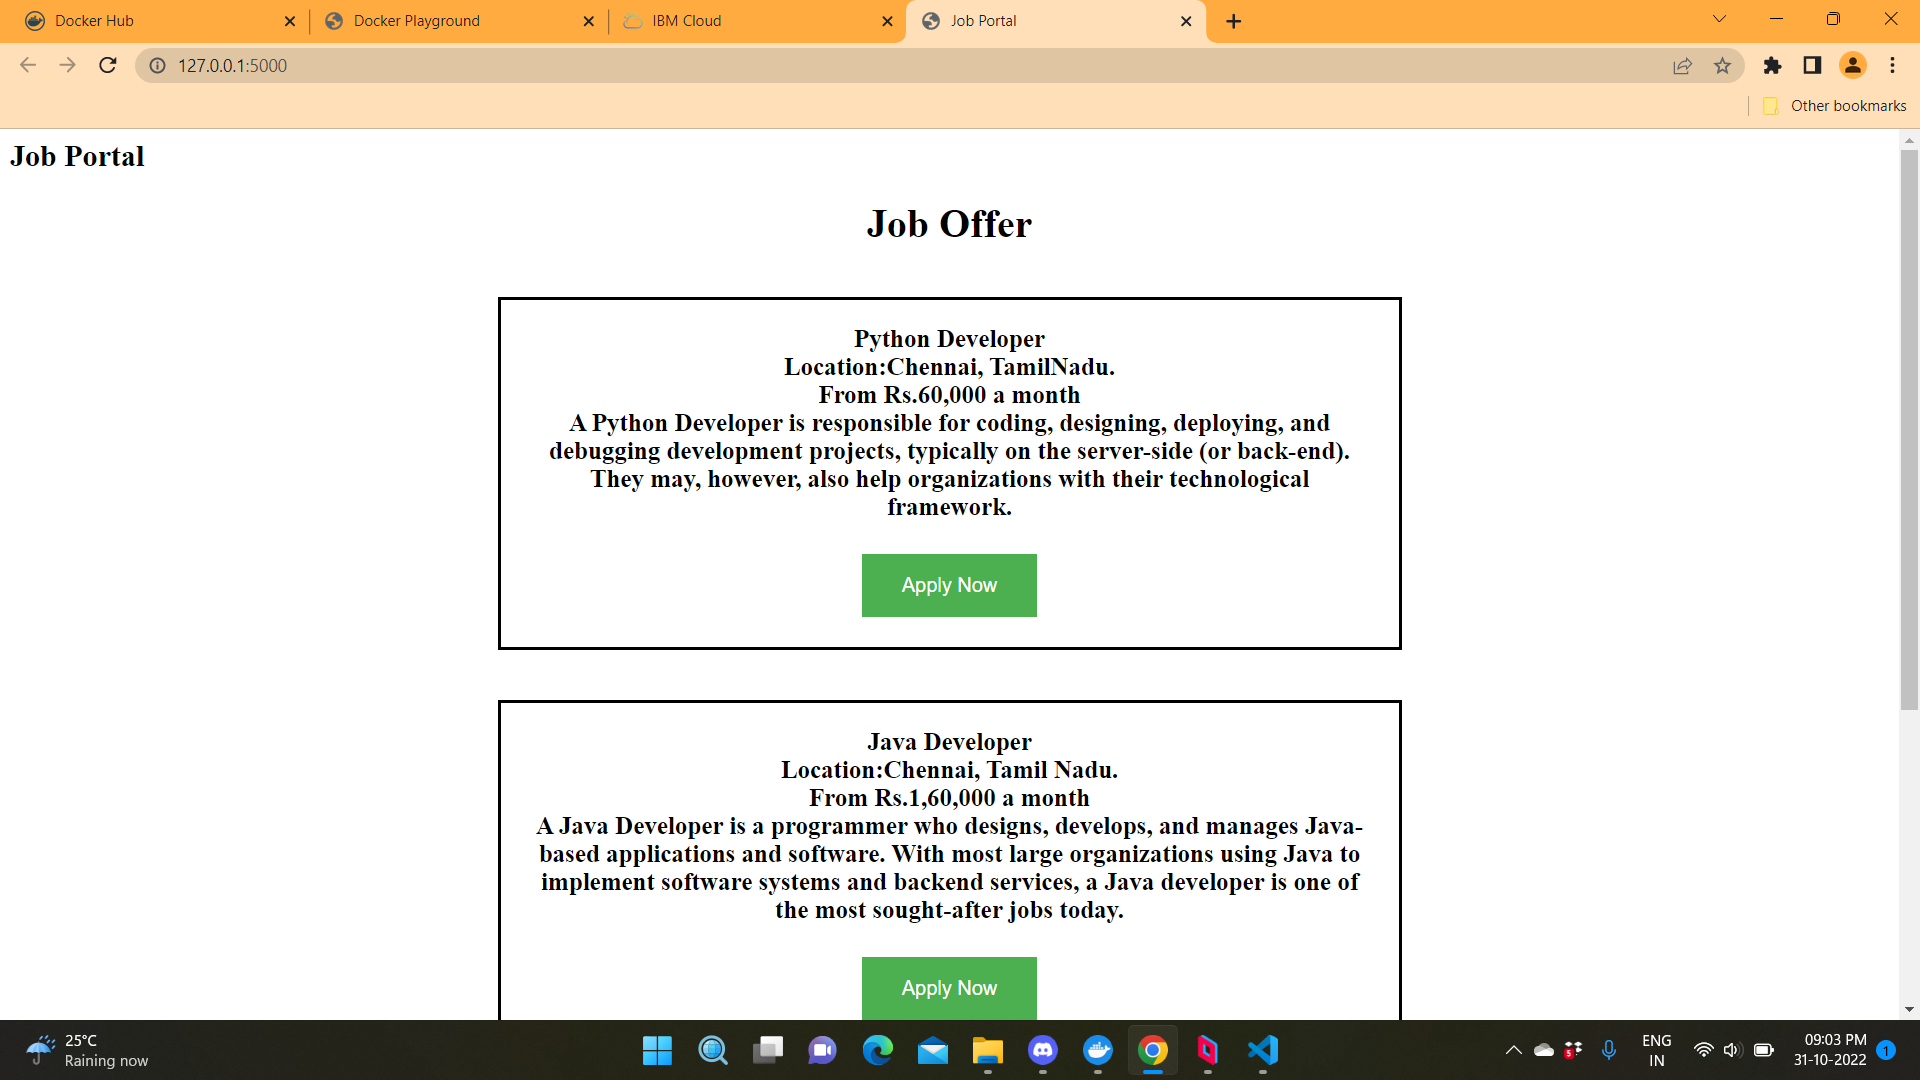 Docker Hub
Docker Playground
IBM Cloud
Job Portal
127.0.0.1:5000
Other bookmarks
Job Portal
Job Offer
Python Developer
Location:Chennai, TamilNadu.
From Rs.60,000 a month
A Python Developer is responsible for coding, designing, deploying, and
debugging development projects, typically on the server-side (or back-end).
They may, however, also help organizations with their technological
framework.
Apply Now
Java Developer
Location:Chennai, Tamil Nadu.
From Rs.1,60,000 a month
A Java Developer is a programmer who designs, develops, and manages Java-
based applications and software. With most large organizations using Java to
implement software systems and backend services, a Java developer is one of
the most sought-after jobs today.
Apply Now
25°C
Raining now
5
ENG
IN
09:03 PM
31-10-2022
1